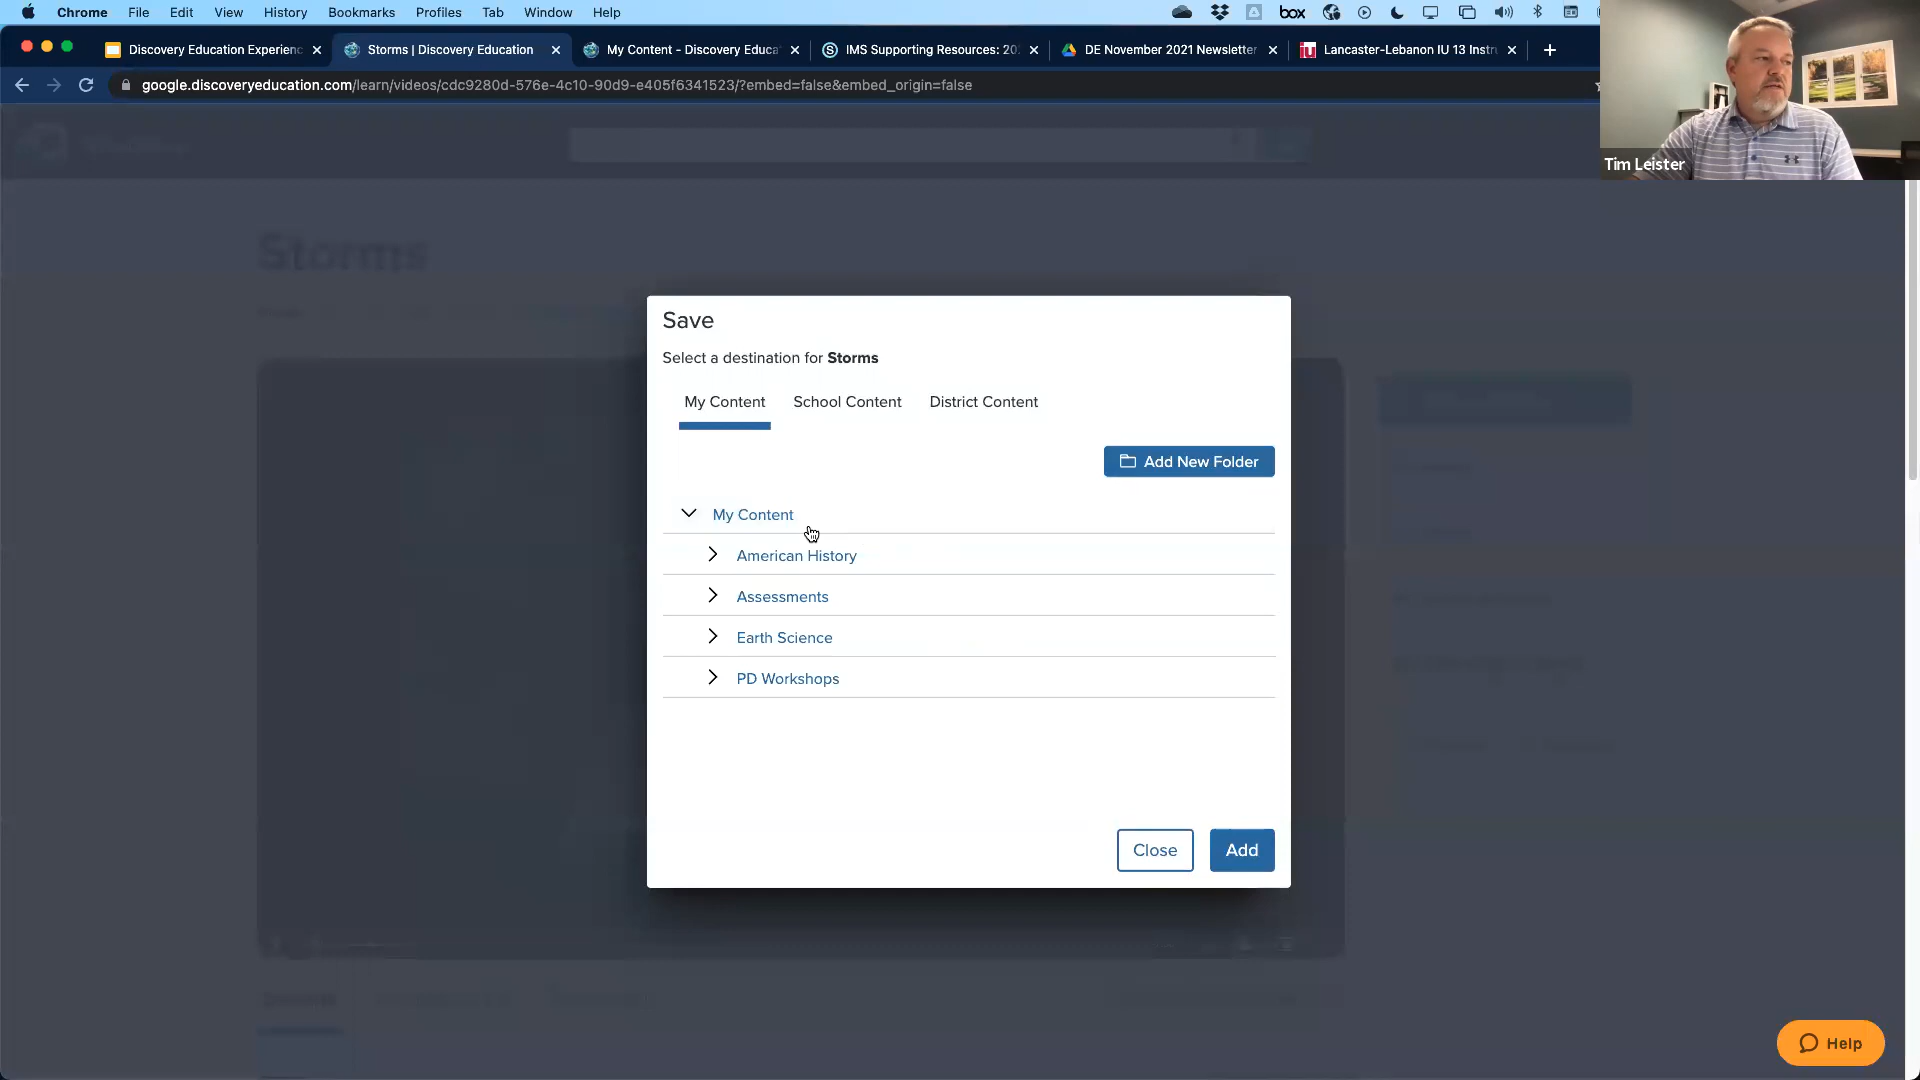 Chrome File Edit View History Bookmarks Profiles Tab Window Help
box
Discovery Education Experienc
Storms | Discovery Education
My Content - Discovery Educa
IMS Supporting Resources: 20
DE November 2021 Newsletter
Lancaster-Lebanon IU 13 Instru
google.discoveryeducation.com/learn/videos/cdc9280d-576e-4c10-90d9-e405f6341523/?embed=false&embed_origin=false
Tim Leister
Storms
Save
Select a destination for Storms
My Content School Content District Content
Add New Folder
My Content
American History
Assessments
Earth Science
PD Workshops
Close Add
Help